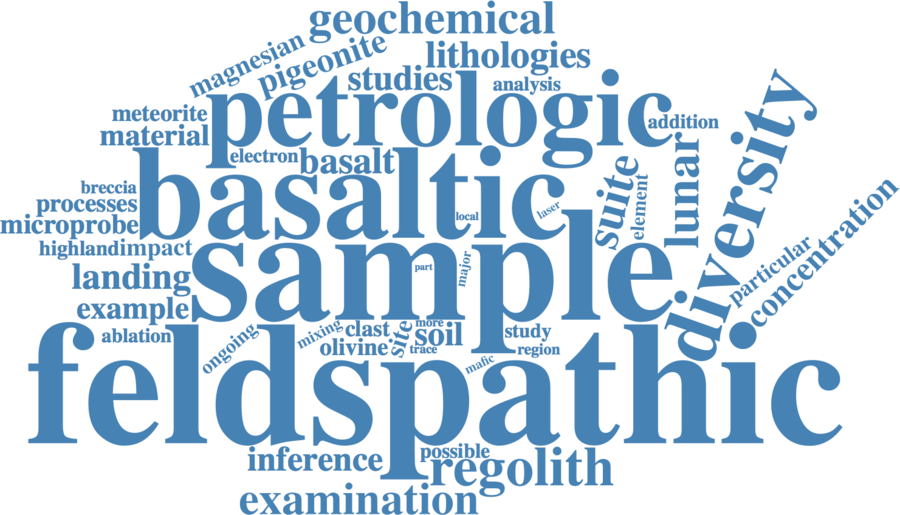 geochemical
magnesian
pigeonite
lithologies
studies
analysis
petrologic
meteorite
material
addition
electron
basalt
basaltic
breccia
processes
microprobe
highland
impact
local
laser
suite
element
lunar
diversity
concentration
particular
landing
sample
part
major
example
feldspathic
ablation
ongoing
mixing
clast
olivine
site
more
soil
trace
study
region
mafic
inference
possible
regolith
examination